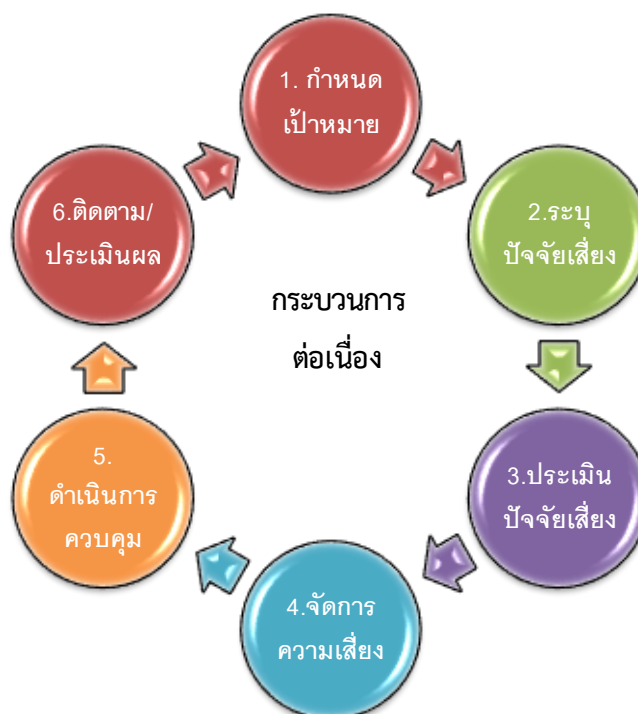 1. กำหนด
เป้าหมาย
2.ระบุ
ปัจจัยเสี่ยง
3.ประเมิน
ปัจจัยเสี่ยง
4.จัดการ
ความเสี่ยง
5.
ดำเนินการ
ควบคุม
6.ติดตาม/
ประเมินผล
กระบวนการ
ต่อเนื่อง